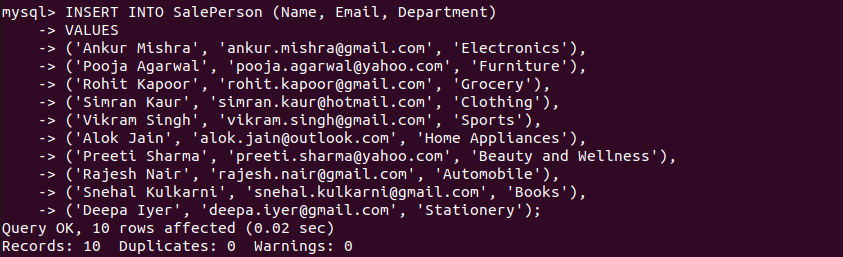 mysql> INSERT INTO SalePerson (Name, Email, Department)
    -> VALUES
    -> ('Ankur Mishra', 'ankur.mishra@gmail.com', 'Electronics'),
    -> ('Pooja Agarwal', 'pooja.agarwal@yahoo.com', 'Furniture'),
    -> ('Rohit Kapoor', 'rohit.kapoor@gmail.com', 'Grocery'),
    -> ('Simran Kaur', 'simran.kaur@hotmail.com', 'Clothing'),
    -> ('Vikram Singh', 'vikram.singh@gmail.com', 'Sports'),
    -> ('Alok Jain', 'alok.jain@outlook.com', 'Home Appliances'),
    -> ('Preeti Sharma', 'preeti.sharma@yahoo.com', 'Beauty and Wellness'),
    -> ('Rajesh Nair', 'rajesh.nair@gmail.com', 'Automobile'),
    -> ('Snehal Kulkarni', 'snehal.kulkarni@gmail.com', 'Books'),
    -> ('Deepa Iyer', 'deepa.iyer@gmail.com', 'Stationery');
Query OK, 10 rows affected (0.02 sec)
Records: 10  Duplicates: 0  Warnings: 0